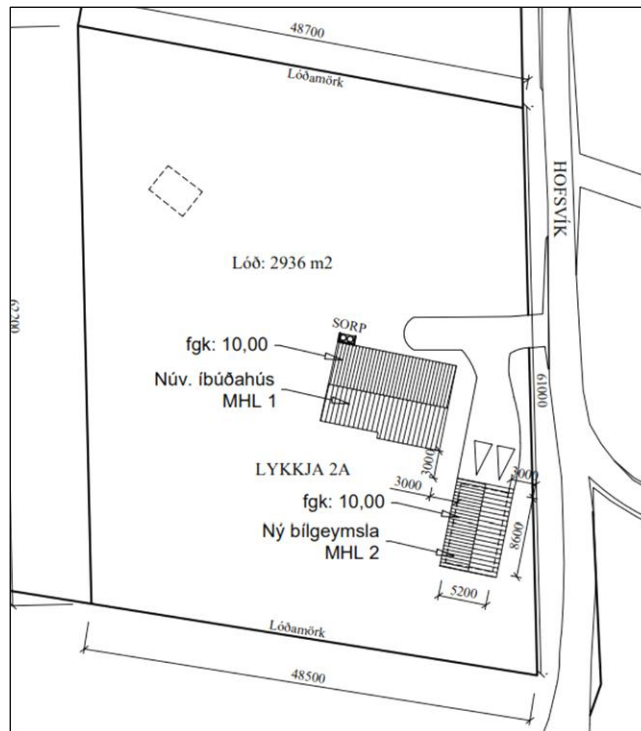 48700
Lóðamörk
HOFSVÍK
Lóð: 2936 m2
62200
SORP
fgk: 10,00
Núv. íbúðahús
MHL 1
61000
3000
LYKKJA 2A
3000
3000
fgk: 10,00
Ný bílgeymsla
MHL 2
8600
5200
Lóðamörk
48500